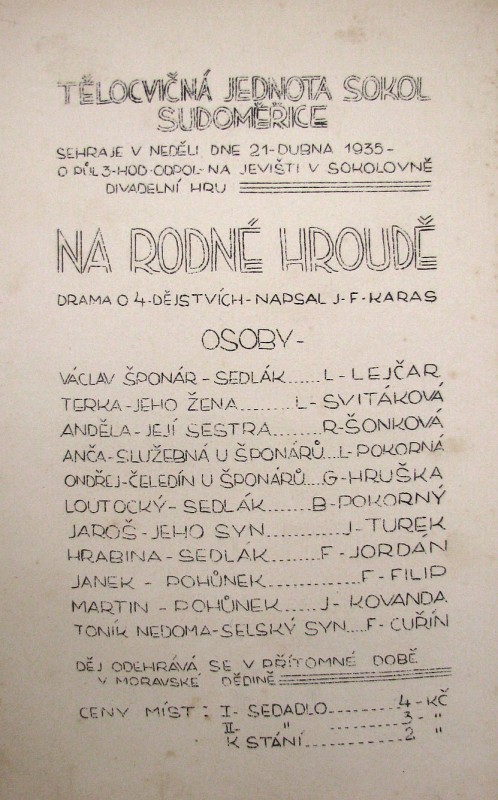 TĚLOCVIČNÁ JEDNOTA SOKOL
SUDOMĚŘICE
SEHRAJE V NEDĚLI DNE 21-DUBNA 1935-
O PŮL 3-HOD-ODPOL-NA JEVIŠTI V SOKOLOVNĚ
DIVADELNÍ HRU
NA RODNÉ HROUDĚ
DRAMA O 4-DĚJSTVÍCH-NAPSAL J-F-KARAS
OSOBY-
VÁCLAV ŠPONÁR-SEDLÁK......L-LEJČAR
TERKA-JEHO ŽENA.........L-SVITÁKOVÁ
ANDĚLA-JEJÍ SESTRA........R-ŠONKOVÁ
ANČA-SLUŽEBNÁ U ŠPONÁRŮ...L-POKORNÁ
ONDŘEJ-ČELEDÍN U ŠPONÁRŮ...G-HRUŠKA
LOUTOCKÝ-SEDLÁK........B-POKORNÝ
JAROŠ-JEHO SYN............J-TUREK
HRABINA-SEDLÁK.........F-JORDÁN
JANEK - POHŮNEK..............F-FILIP
MARTIN-POHŮNEK......J-KOVANDA
TONÍK NEDOMA-SELSKÝ SYN....F-CUŘÍN
DĚJ ODEHRÁVÁ SE V PŘÍTOMNÉ DOBĚ
V MORAVSKÉ DĚDINĚ
CENY MÍST: I-SEDADLO..........4-KČ
II- " ..........3-"
K STÁNÍ.............2 "